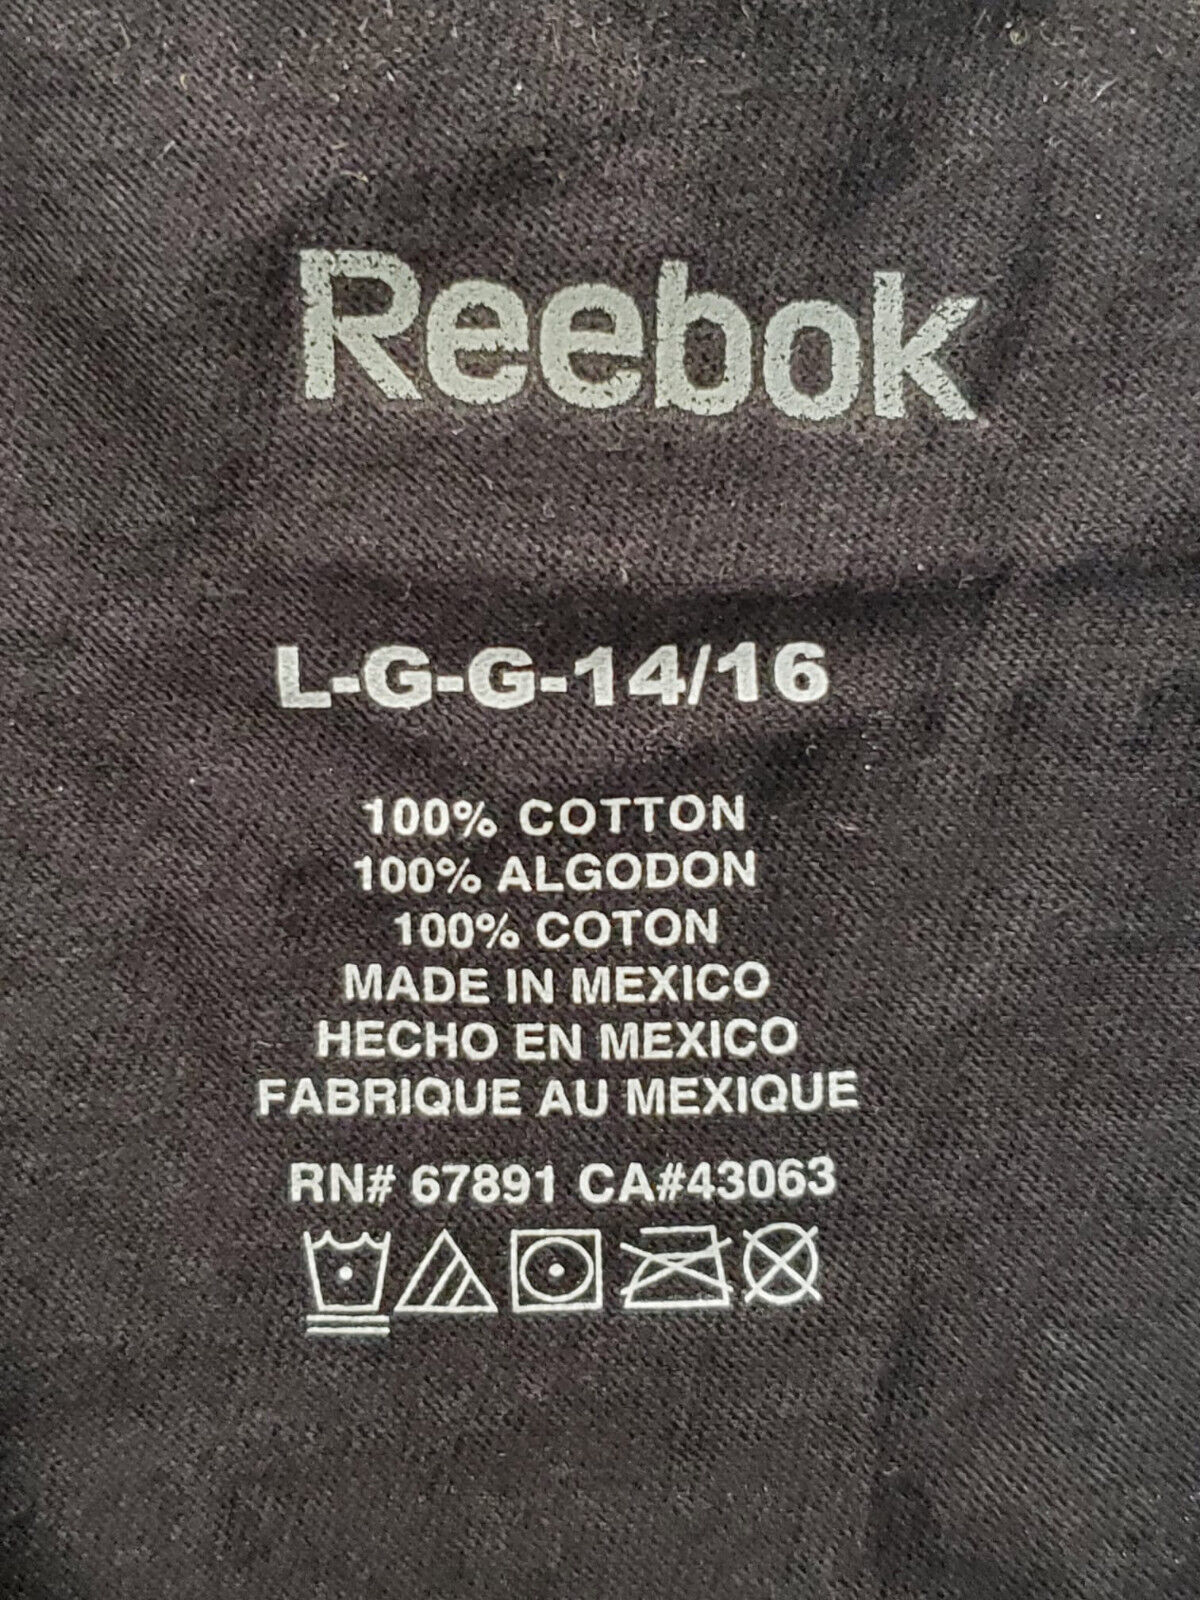 Reebok
L-G-G-14/16
100% COTTON
100% ALGODON
100% COTON
MADE IN MEXICO
HECHO EN MEXICO
FABRIQUE AU MEXIQUE
RN# 67891 CA#43063